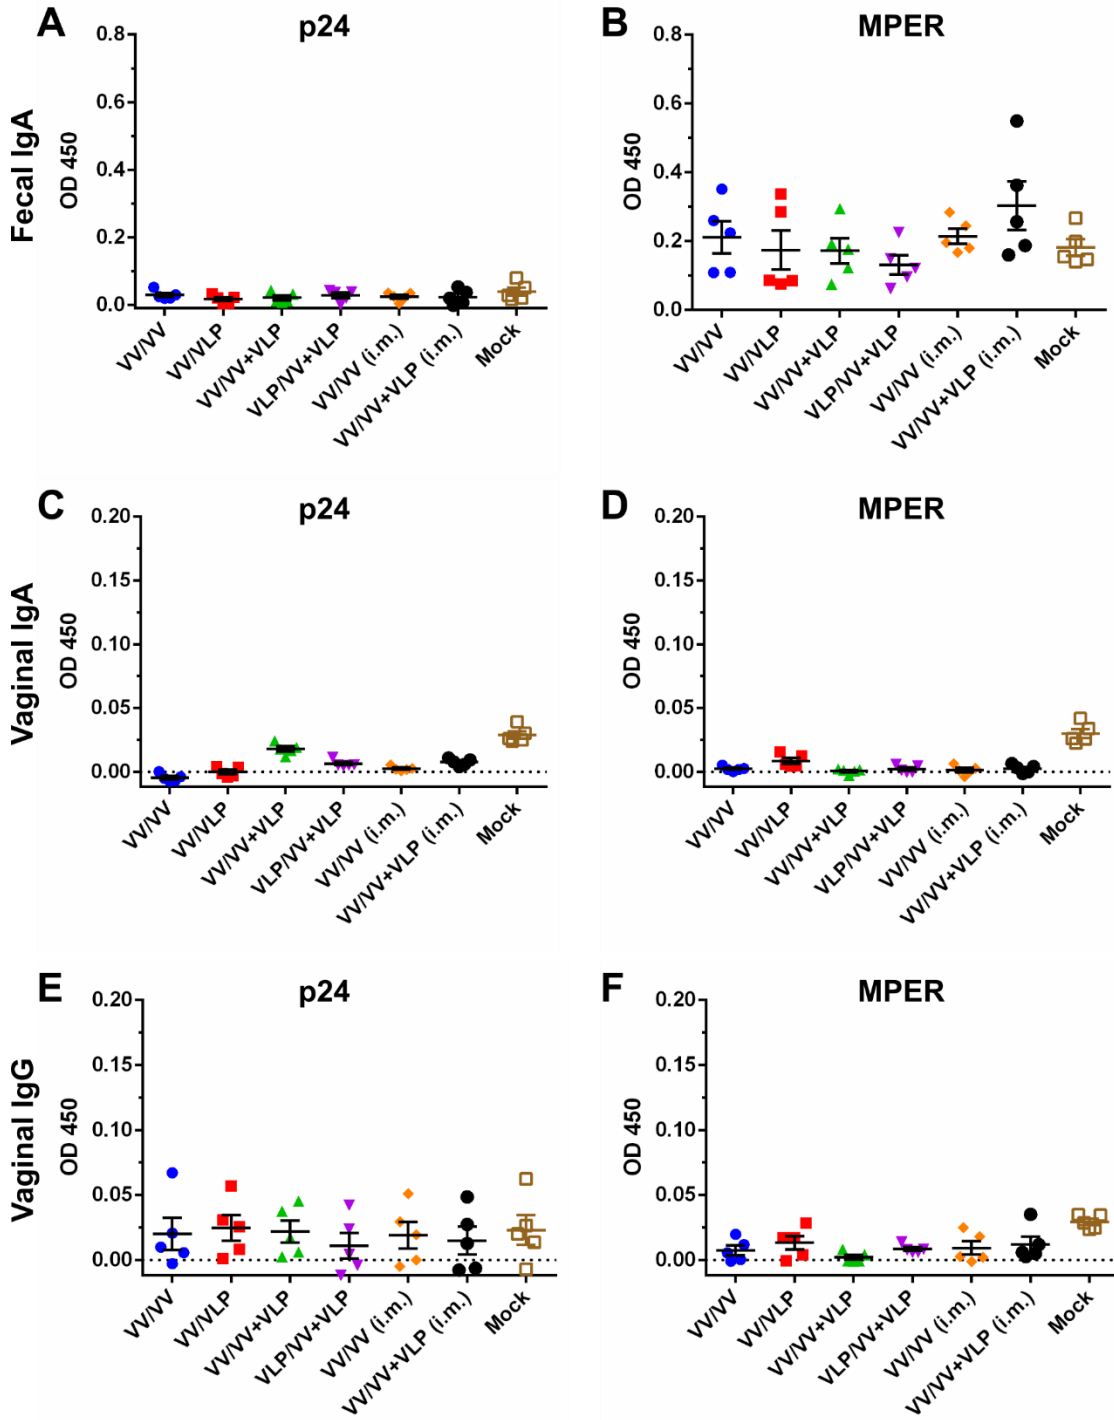 A p24
B MPER
Fecal IgA
OD 450
0.8
0.6
0.4
0.2
0.0
VV/VV
VV/VLP
VV/VV+VLP
VLP/VV+VLP
VV/VV (i.m.)
VV/VV+VLP (i.m.)
Mock
OD 450
0.8
0.6
0.4
0.2
0.0
VV/VV
VV/VLP
VV/VV+VLP
VLP/VV+VLP
VV/VV (i.m.)
VV/VV+VLP (i.m.)
Mock
C p24
D MPER
Vaginal IgA
OD 450
0.20
0.15
0.10
0.05
0.00
VV/VV
VV/VLP
VV/VV+VLP
VLP/VV+VLP
VV/VV (i.m.)
VV/VV+VLP (i.m.)
Mock
OD 450
0.20
0.15
0.10
0.05
0.00
VV/VV
VV/VLP
VV/VV+VLP
VLP/VV+VLP
VV/VV (i.m.)
VV/VV+VLP (i.m.)
Mock
E p24
F MPER
Vaginal IgG
OD 450
0.20
0.15
0.10
0.05
0.00
VV/VV
VV/VLP
VV/VV+VLP
VLP/VV+VLP
VV/VV (i.m.)
VV/VV+VLP (i.m.)
Mock
OD 450
0.20
0.15
0.10
0.05
0.00
VV/VV
VV/VLP
VV/VV+VLP
VLP/VV+VLP
VV/VV (i.m.)
VV/VV+VLP (i.m.)
Mock